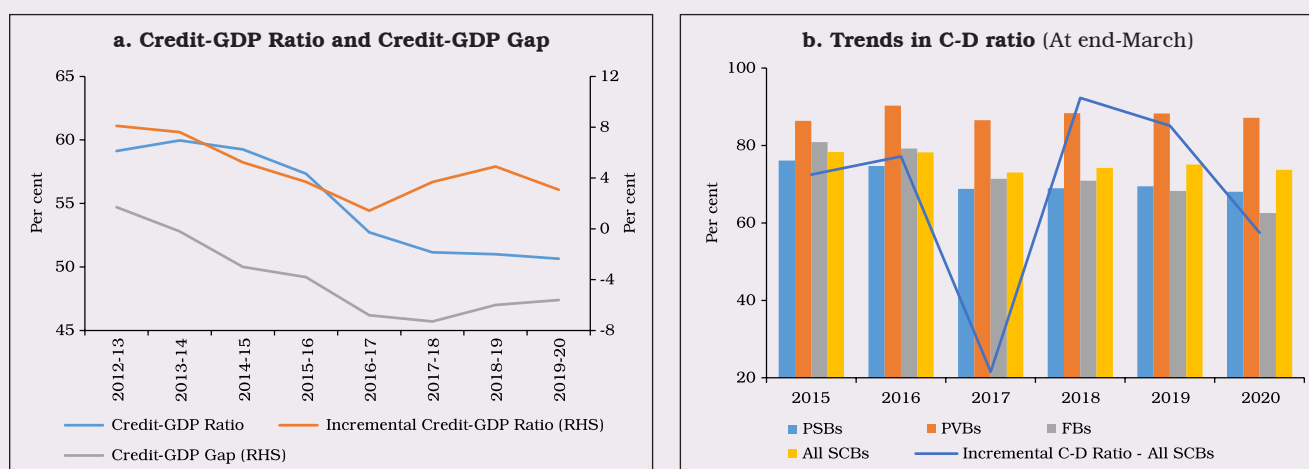 a. Credit-GDP Ratio and Credit-GDP Gap
65
60
55
50
45
Per cent
12
8
4
0
-4
-8
Per cent
2012-13
2013-14
2014-15
2015-16
2016-17
2017-18
2018-19
2019-20
Credit-GDP Ratio
Incremental Credit-GDP Ratio (RHS)
Credit-GDP Gap (RHS)
b. Trends in C-D ratio (At end-March)
100
80
60
40
20
Per cent
2015 2016 2017 2018 2019 2020
PSBs PVBs FBs
All SCBs Incremental C-D Ratio - All SCBs